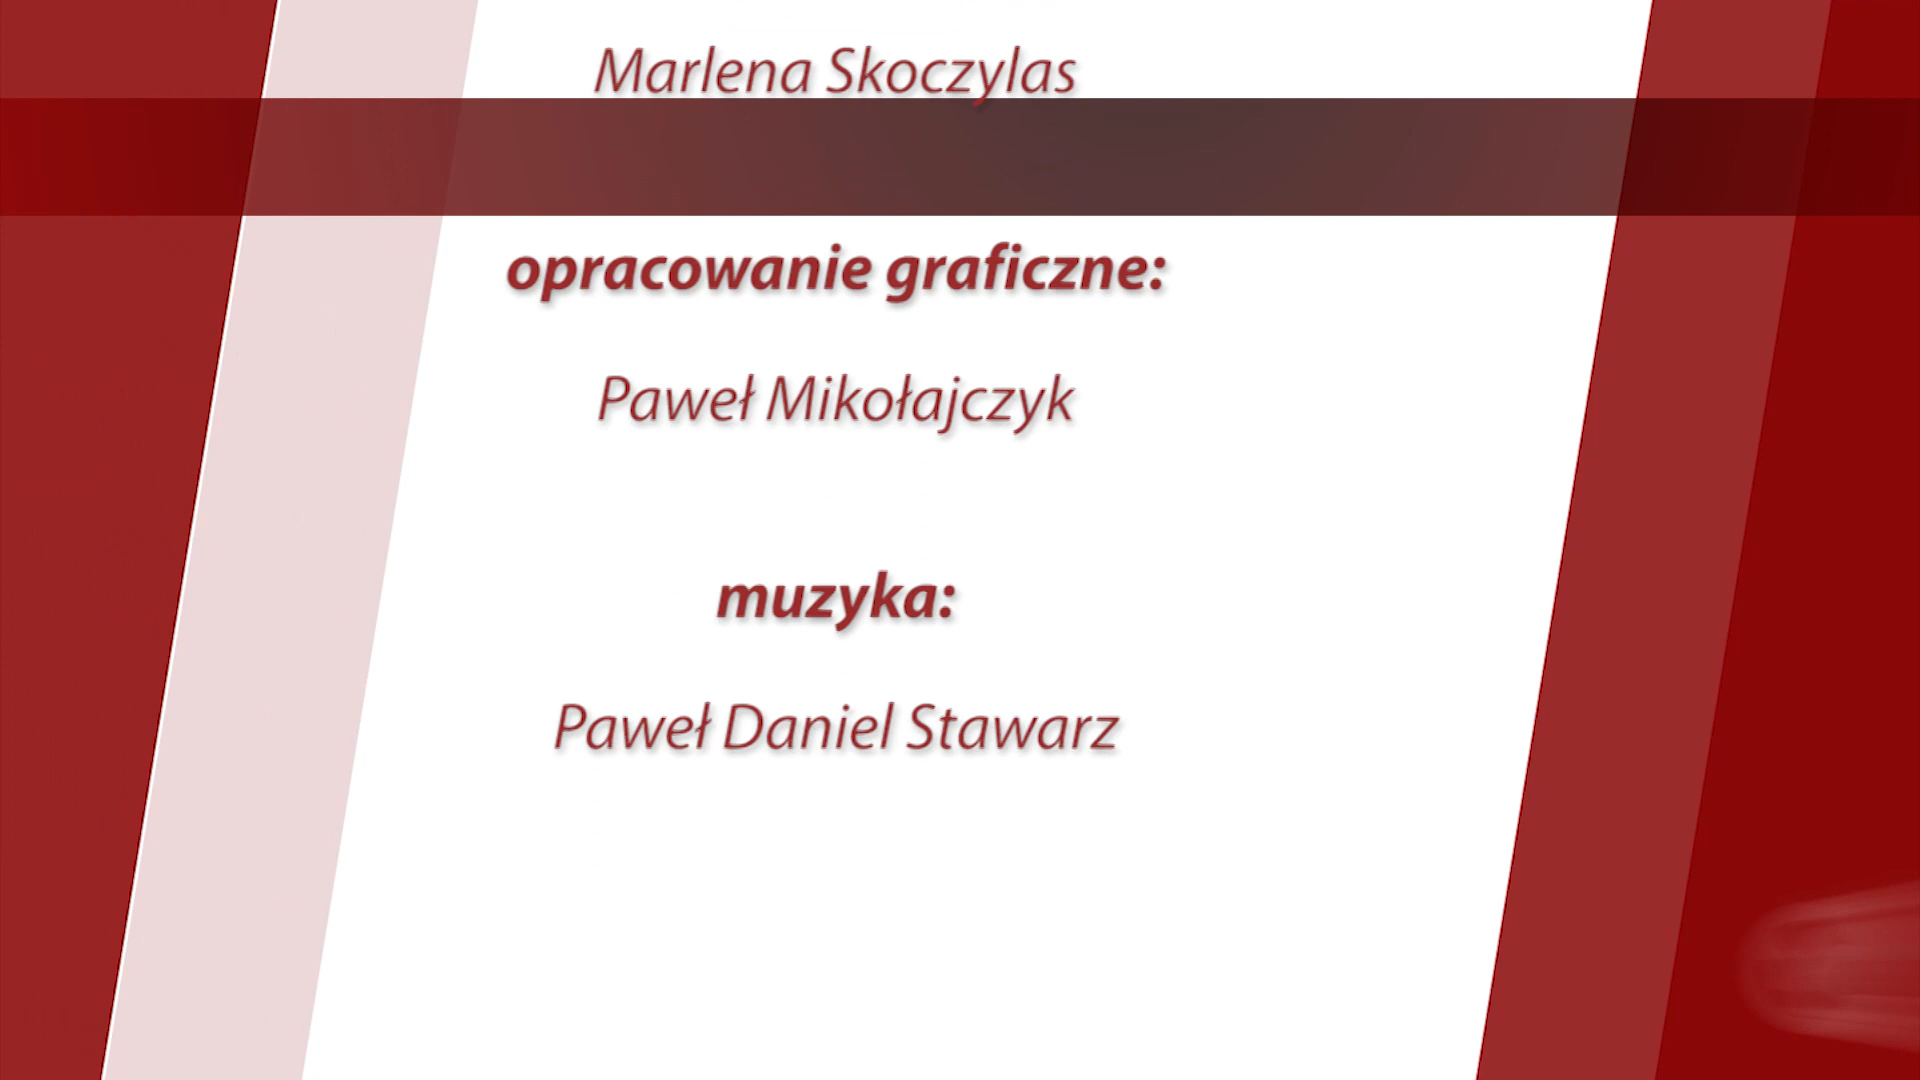 Marlena Skoczylas
opracowanie graficzne:
Paweł Mikołajczyk
muzyka:
Paweł Daniel Stawarz